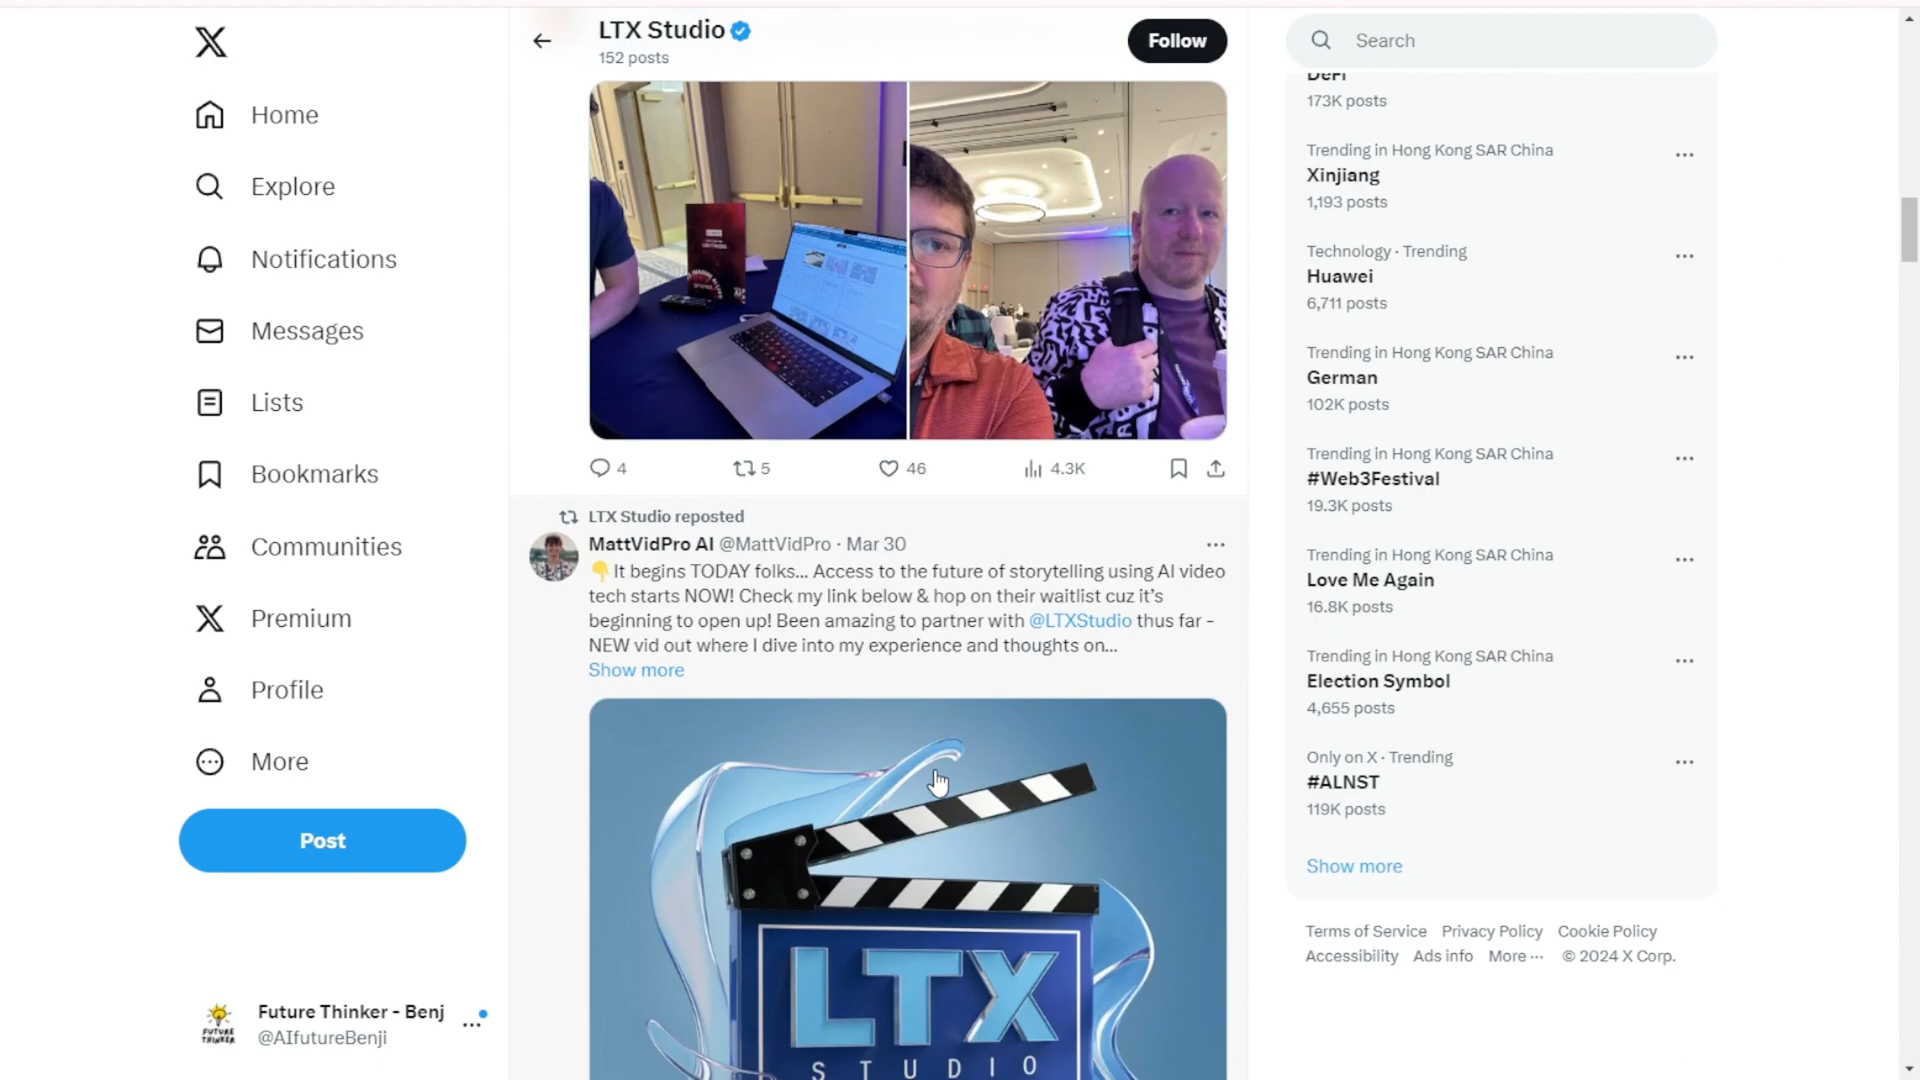 Home
Explore
Notifications
Messages
Lists
Bookmarks
Communities
Premium
Profile
More
Post
Future Thinker - Benj
@AIfutureBenji
LTX Studio
152 posts
Follow
4
5
46
4.3K
LTX Studio reposted
MattVidPro AI @MattVidPro · Mar 30
👇It begins TODAY folks... Access to the future of storytelling using AI video
tech starts NOW! Check my link below & hop on their waitlist cuz it’s
beginning to open up! Been amazing to partner with @LTXStudio thus far -
NEW vid out where I dive into my experience and thoughts on...
Show more
LTX
STUDIO
Search
DeFi
173K posts
Trending in Hong Kong SAR China
Xinjiang
1,193 posts
Technology · Trending
Huawei
6,711 posts
Trending in Hong Kong SAR China
German
102K posts
Trending in Hong Kong SAR China
#Web3Festival
19.3K posts
Trending in Hong Kong SAR China
Love Me Again
16.8K posts
Trending in Hong Kong SAR China
Election Symbol
4,655 posts
Only on X · Trending
#ALNST
119K posts
Show more
Terms of Service Privacy Policy Cookie Policy
Accessibility Ads info More ··· © 2024 X Corp.